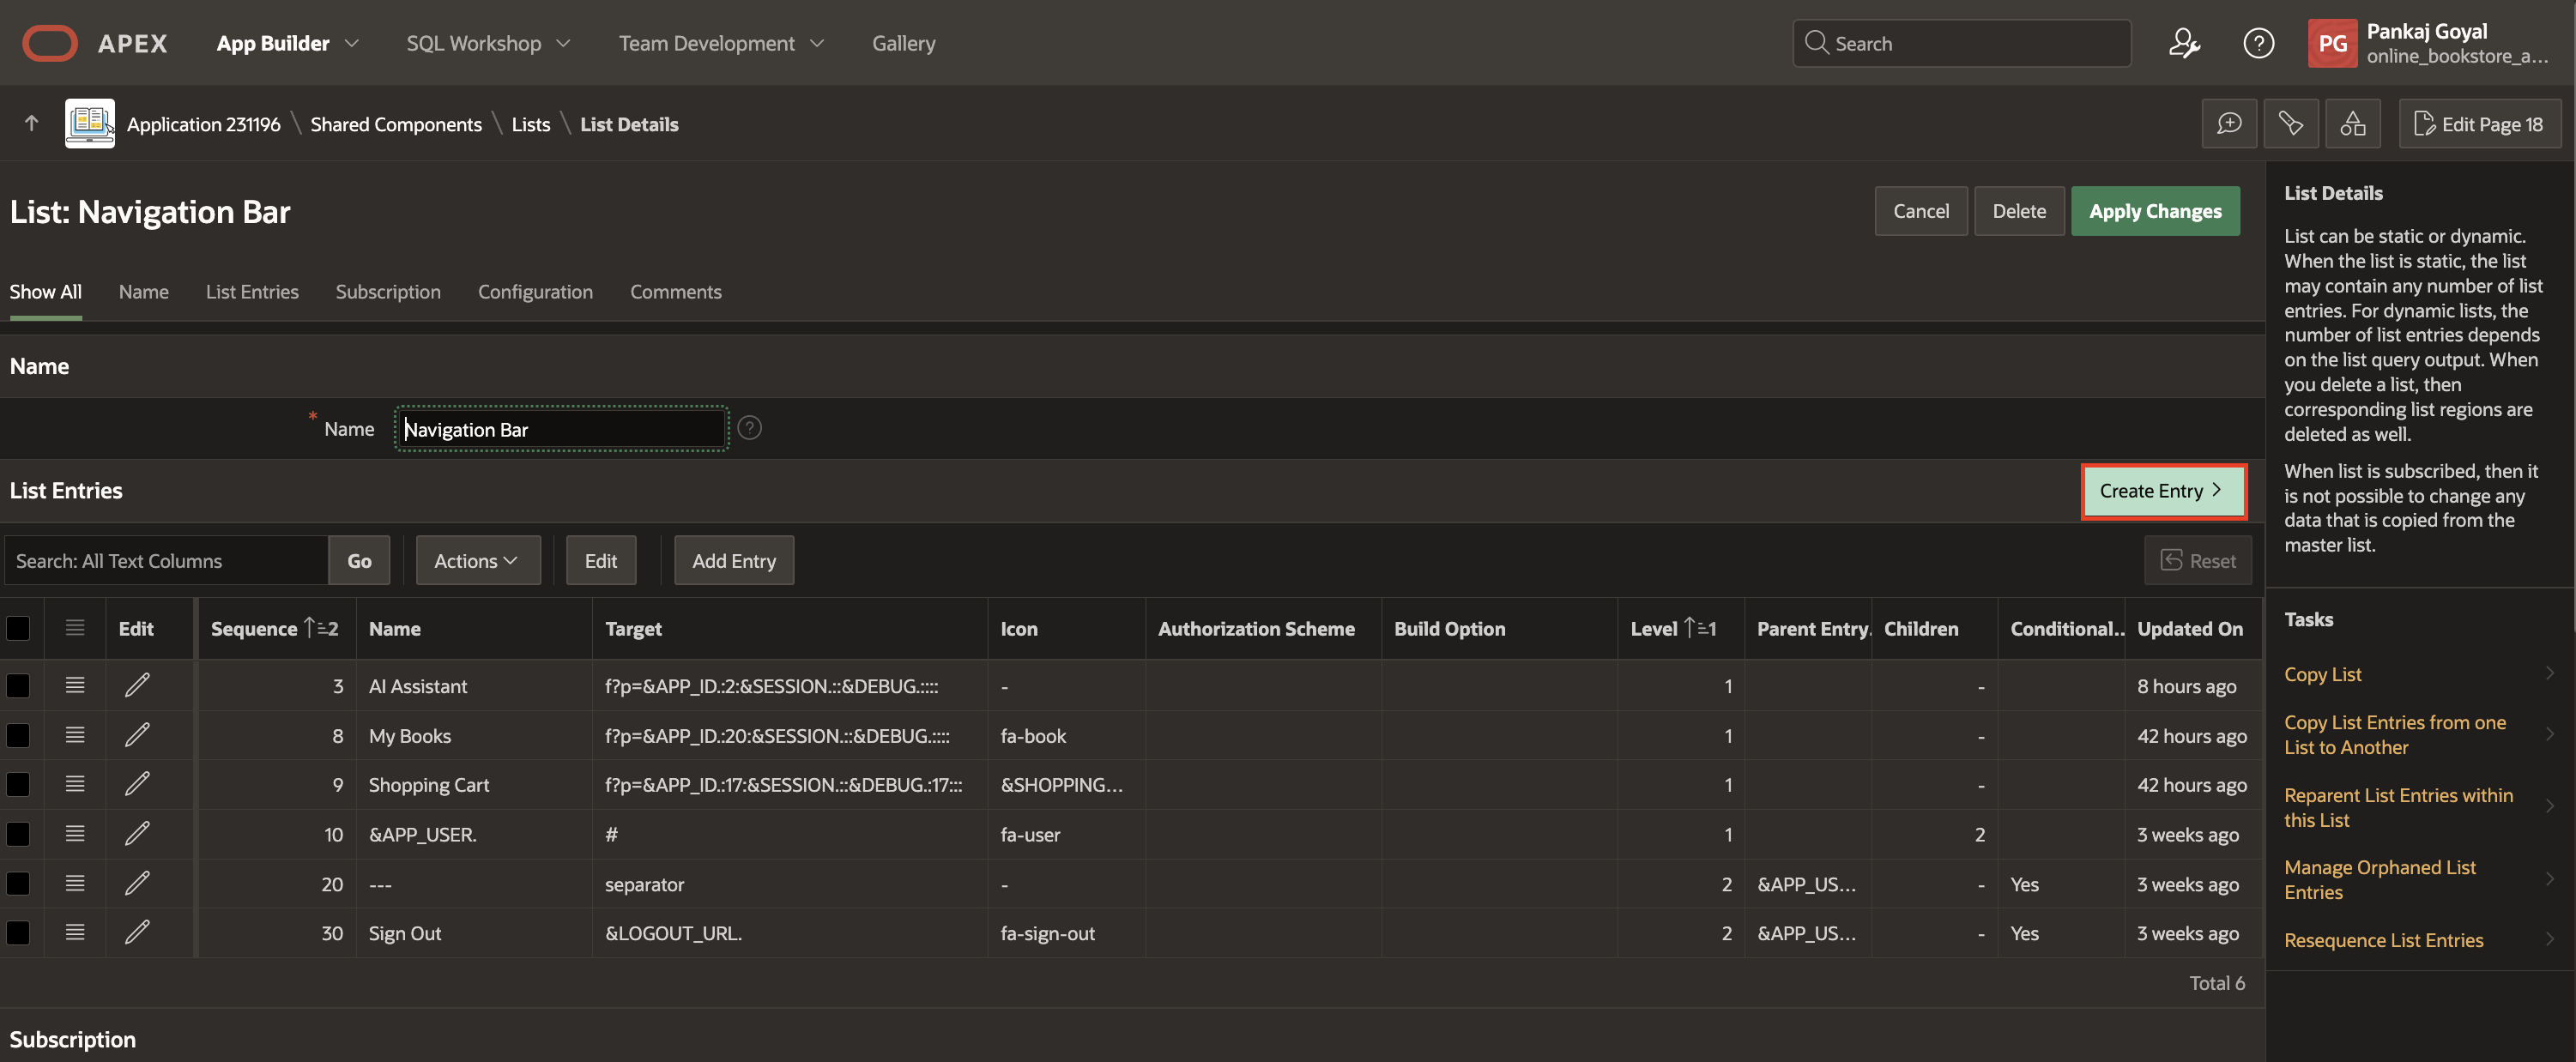 APEX App Builder SQL Workshop Team Development Gallery Search PG Pankaj Goyal
online_bookstore_a...
Application 231196 \ Shared Components \ Lists \ List Details Edit Page 18
List: Navigation Bar Cancel Delete Apply Changes
Show All Name List Entries Subscription Configuration Comments
Name
* Name Navigation Bar ?
List Entries Create Entry >
Search: All Text Columns Go Actions Edit Add Entry Reset
Edit Sequence 2 Name Target Icon Authorization Scheme Build Option Level 1 Parent Entry. Children Conditional.. Updated On
3 AI Assistant f?p=&APP_ID.:2:&SESSION.::&DEBUG.:::: - 1 - 8 hours ago
8 My Books f?p=&APP_ID.:20:&SESSION.::&DEBUG.:::: fa-book 1 - 42 hours ago
9 Shopping Cart f?p=&APP_ID.:17:&SESSION.::&DEBUG.:17::: &SHOPPING... 1 - 42 hours ago
10 &APP_USER. # fa-user 1 2 3 weeks ago
20 --- separator - 2 &APP_US... - Yes 3 weeks ago
30 Sign Out &LOGOUT_URL. fa-sign-out 2 &APP_US... - Yes 3 weeks ago
Total 6
Subscription
List Details
List can be static or dynamic.
When the list is static, the list
may contain any number of list
entries. For dynamic lists, the
number of list entries depends
on the list query output. When
you delete a list, then
corresponding list regions are
deleted as well.
When list is subscribed, then it
is not possible to change any
data that is copied from the
master list.
Tasks
Copy List
Copy List Entries from one
List to Another
Reparent List Entries within
this List
Manage Orphaned List
Entries
Resequence List Entries